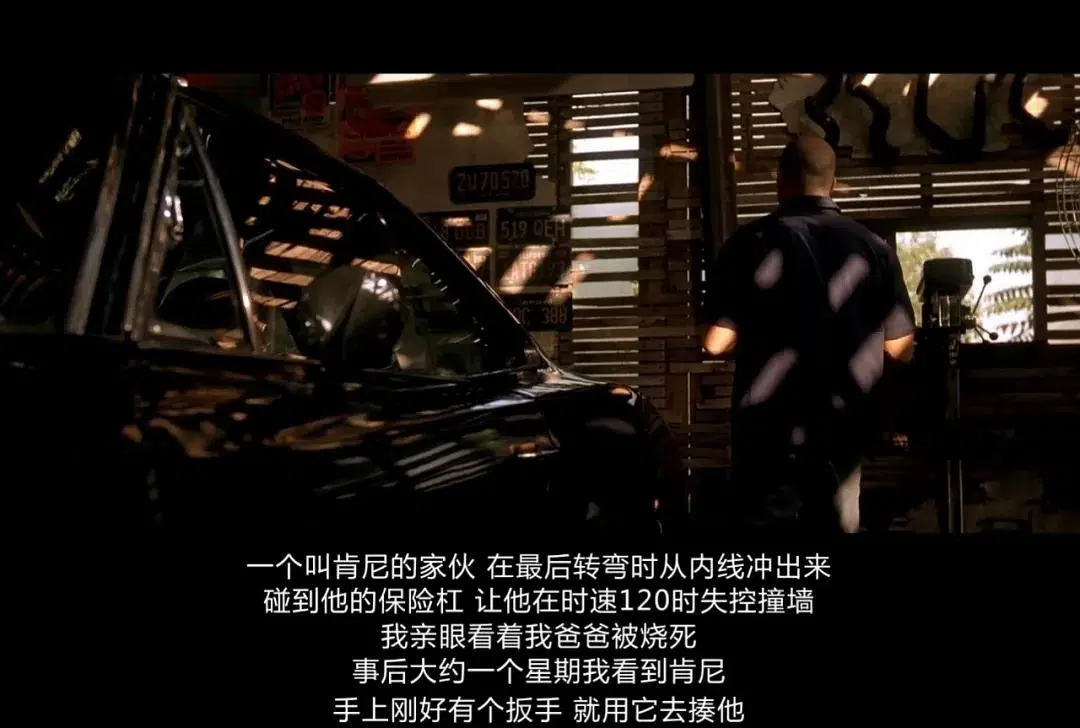 ZW70520
519 QEH
一个叫肯尼的家伙 在最后转弯时从内线冲出来
碰到他的保险杠 让他在时速120时失控撞墙
我亲眼看着我爸爸被烧死
事后大约一个星期我看到肯尼
手上刚好有个扳手 就用它去揍他